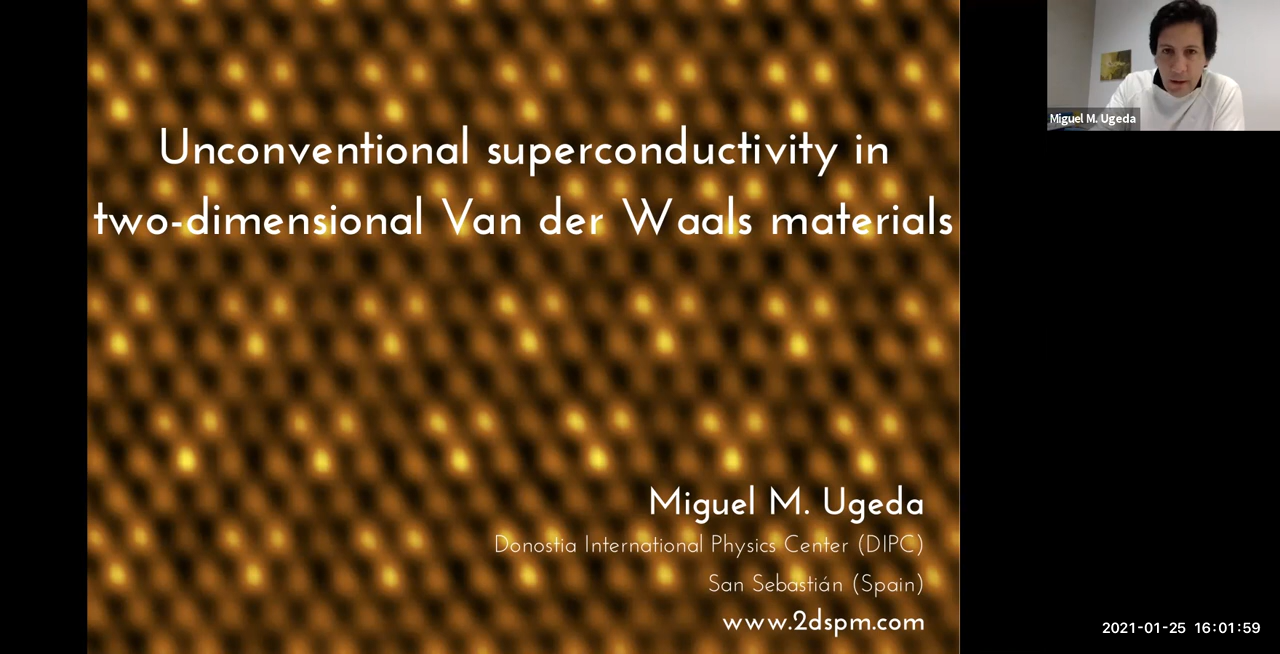 Unconventional superconductivity in
two-dimensional Van der Waals materials
Miguel M. Ugeda
Miguel M. Ugeda
Donostia International Physics Center (DIPC)
San Sebastián (Spain)
www.2dspm.com
2021-01-25 16:01:59